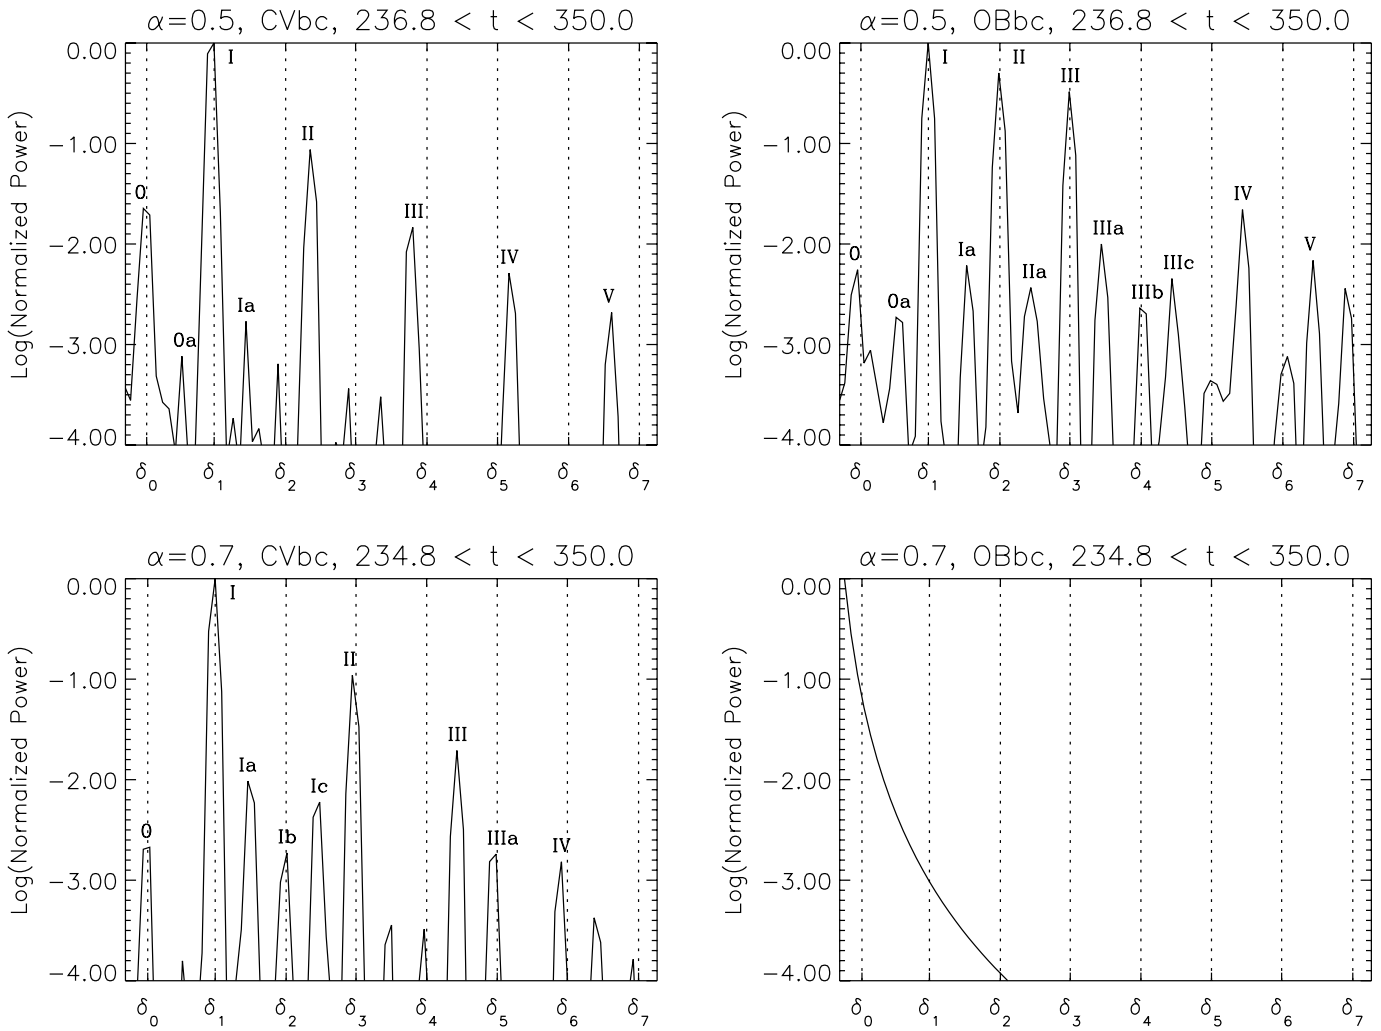 α=0.5, CVbc, 236.8 < t < 350.0
Log(Normalized Power)
0.00
−1.00
−2.00
−3.00
−4.00
0
0a
I
Ia
II
III
IV
V
δ0 δ1 δ2 δ3 δ4 δ5 δ6 δ7
α=0.5, OBbc, 236.8 < t < 350.0
Log(Normalized Power)
0.00
−1.00
−2.00
−3.00
−4.00
0
0a
I
Ia
II
IIa
III
IIIa
IIIb
IIIc
IV
V
δ0 δ1 δ2 δ3 δ4 δ5 δ6 δ7
α=0.7, CVbc, 234.8 < t < 350.0
Log(Normalized Power)
0.00
−1.00
−2.00
−3.00
−4.00
0
I
Ia
Ib
Ic
II
III
IIIa
IV
δ0 δ1 δ2 δ3 δ4 δ5 δ6 δ7
α=0.7, OBbc, 234.8 < t < 350.0
Log(Normalized Power)
0.00
−1.00
−2.00
−3.00
−4.00
δ0 δ1 δ2 δ3 δ4 δ5 δ6 δ7